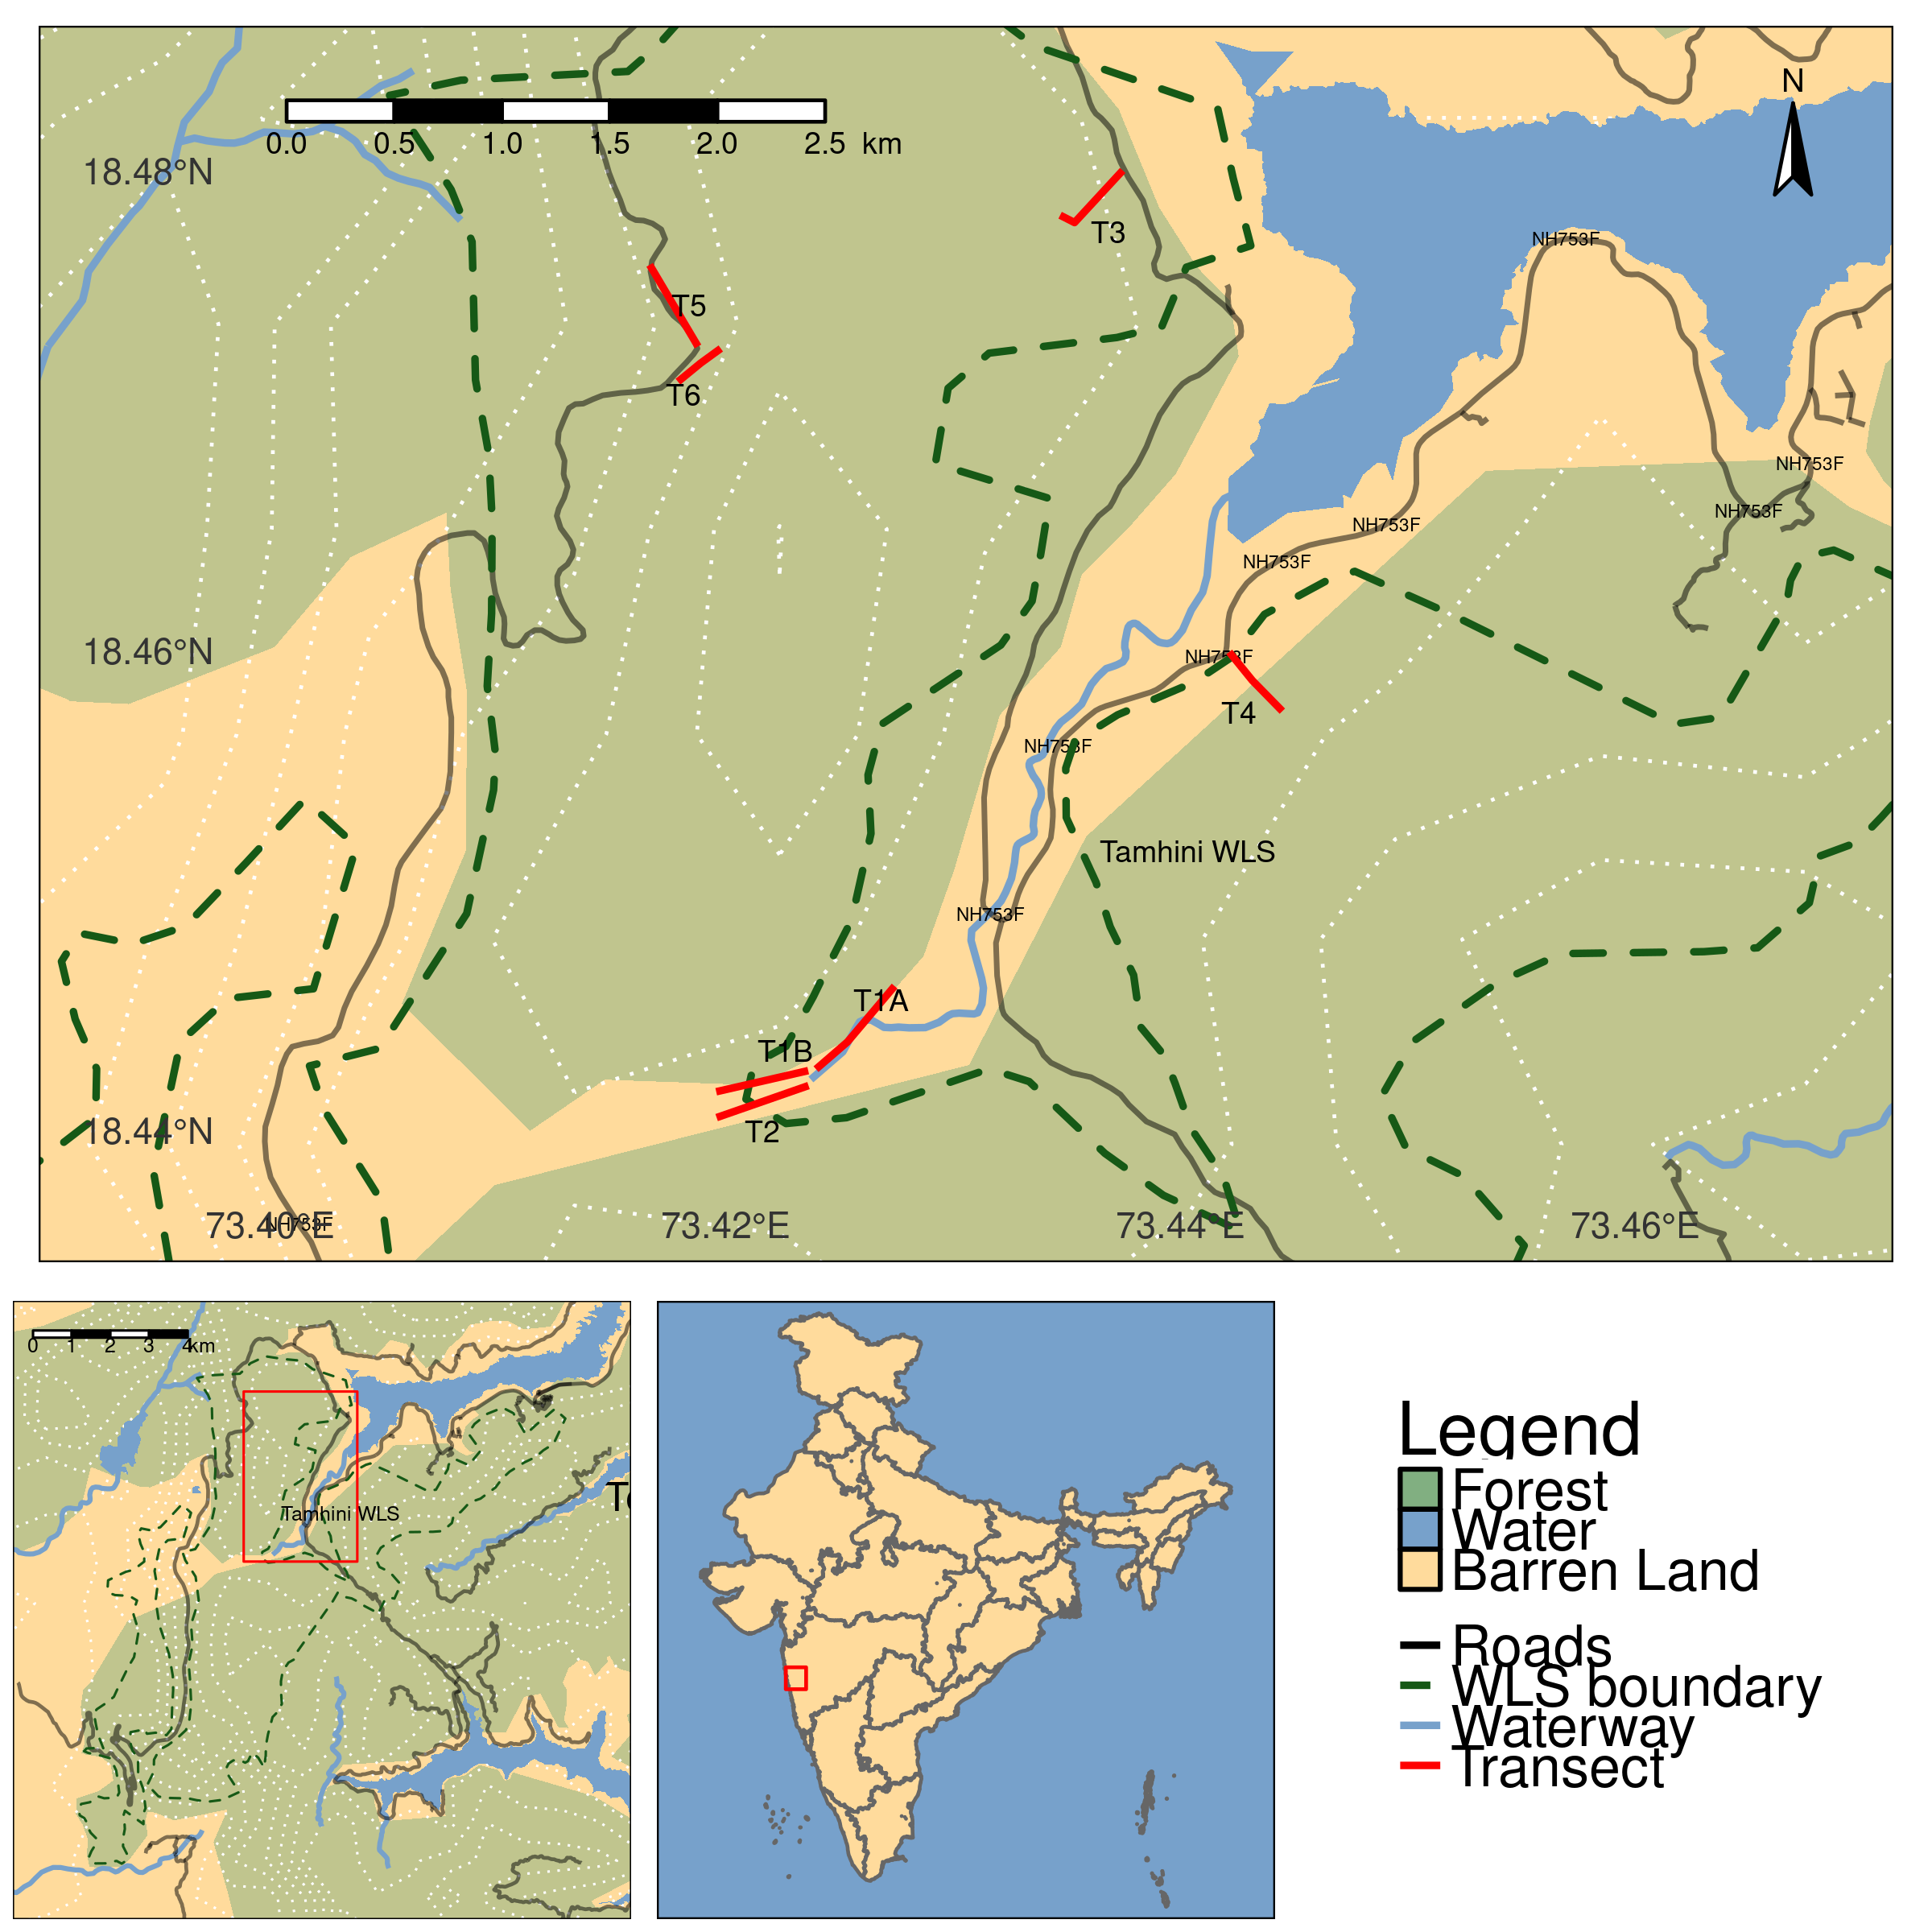 N
0.0 0.5 1.0 1.5 2.0 2.5 km
18.48°N
T3
NH753F
T5
T6
NH753F
NH753F
NH753F
NH753F
18.46°N
NH753F
T4
NH753F
Tamhini WLS
NH753F
T1A
T1B
18.44°N
T2
NH753F
73.40°E 73.42°E 73.44°E 73.46°E
0 1 2 3 4km
Tamhini WLS
Legend
Forest
Water
Barren Land
Roads
WLS boundary
Waterway
Transect